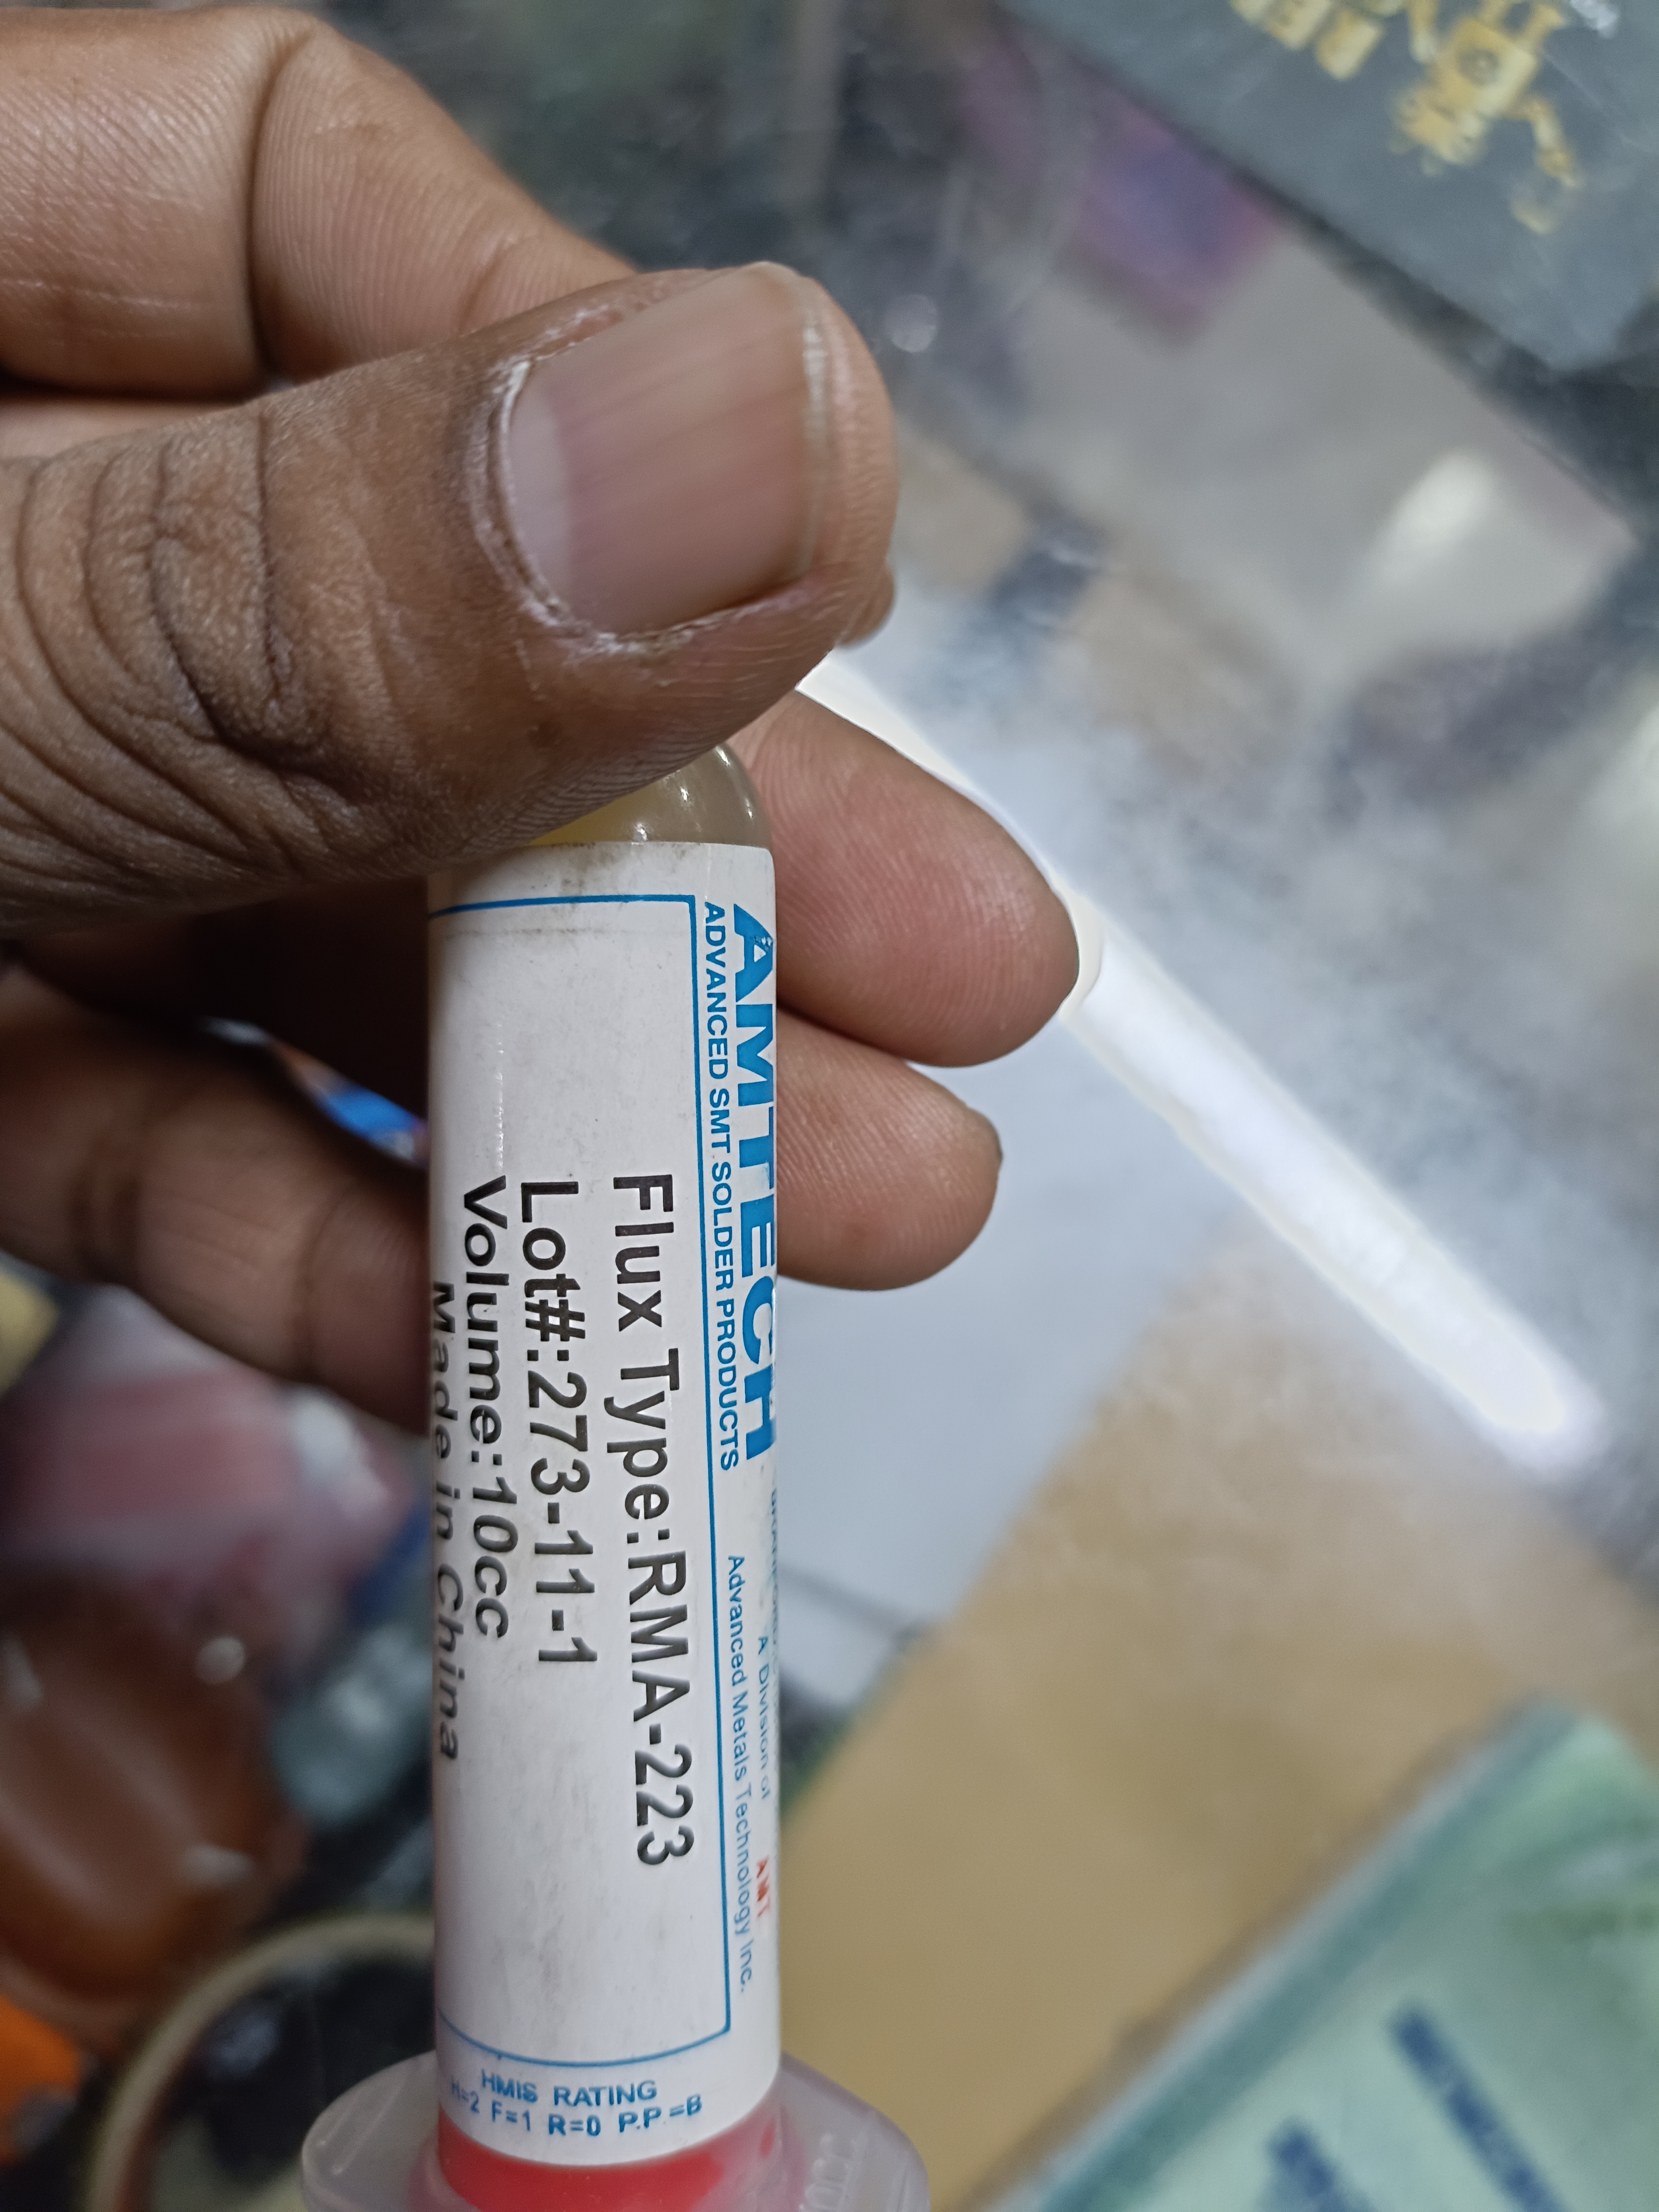 AMTECH
ADVANCED SMT SOLDER PRODUCTS
A Division of
Advanced Metals Technology Inc.
AMT
Flux Type:RMA-223
Lot#:273-11-1
Volume:10cc
Made in China
HMIS RATING
H=2 F=1 R=0 P.P.=B